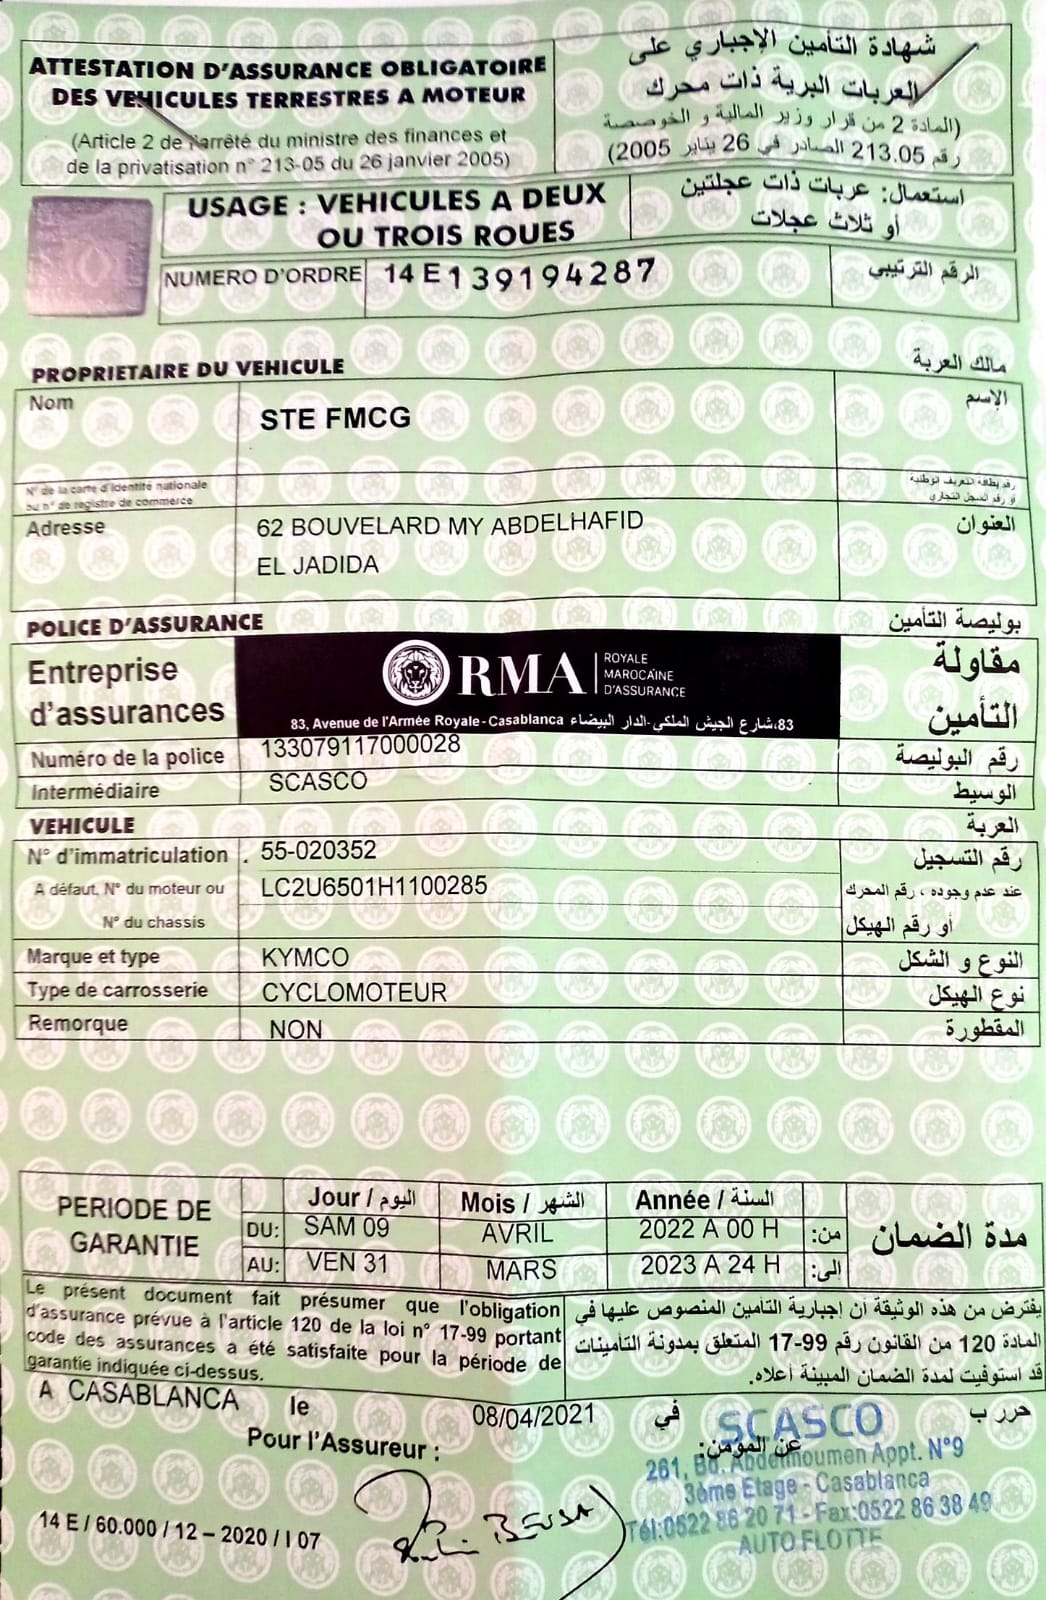 ATTESTATION D'ASSURANCE OBLIGATOIRE
DES VEHICULES TERRESTRES A MOTEUR
(Article 2 de l'arrêté du ministre des finances et
de la privatisation n° 213-05 du 26 janvier 2005)
شهادة التأمين الإجباري على
العربات البرية ذات محرك
(المادة 2 من قرار وزير المالية و الخوصصة
رقم 213.05 الصادر في 26 يناير 2005)
USAGE : VEHICULES A DEUX
OU TROIS ROUES
استعمال: عربات ذات عجلتين
أو ثلاث عجلات
NUMERO D'ORDRE 14 E 139194287 الرقم الترتيبي
PROPRIETAIRE DU VEHICULE مالك العربة
Nom STE FMCG الإسم
N° de la carte d'identité nationale رقم بطاقة التعريف الوطنية
ou n° de registre de commerce أو رقم السجل التجاري
Adresse 62 BOUVELARD MY ABDELHAFID العنوان
EL JADIDA
POLICE D'ASSURANCE بوليصة التأمين
Entreprise
d'assurances
RMA ROYALE
MAROCAINE
D'ASSURANCE
83, Avenue de l'Armée Royale-Casablanca 83،شارع الجيش الملكي-الدار البيضاء
مقاولة
التأمين
Numéro de la police 133079117000028 رقم البوليصة
Intermédiaire SCASCO الوسيط
VEHICULE العربة
N° d'immatriculation . 55-020352 رقم التسجيل
A défaut, N° du moteur ou LC2U6501H1100285 عند عدم وجوده ، رقم المحرك
N° du chassis أو رقم الهيكل
Marque et type KYMCO النوع و الشكل
Type de carrosserie CYCLOMOTEUR نوع الهيكل
Remorque NON المقطورة
PERIODE DE
GARANTIE
Jour / اليوم Mois / الشهر Année / السنة
DU: SAM 09 AVRIL 2022 A 00 H من:
AU: VEN 31 MARS 2023 A 24 H الى:
مدة الضمان
Le présent document fait présumer que l'obligation
d'assurance prévue à l'article 120 de la loi n° 17-99 portant
code des assurances a été satisfaite pour la période de
garantie indiquée ci-dessus.
يفترض من هذه الوثيقة أن إجبارية التأمين المنصوص عليها في
المادة 120 من القانون رقم 99-17 المتعلق بمدونة التأمينات
قد استوفيت لمدة الضمان المبينة أعلاه.
A CASABLANCA le 08/04/2021 في حرر ب
Pour l'Assureur : عن المؤمن:
SCASCO
261, Bd. Abdelmoumen Appt. N°9
3ème Etage - Casablanca
Tél:0522 86 20 71 - Fax:0522 86 38 49
AUTO FLOTTE
14 E / 60.000 / 12 – 2020 / I 07